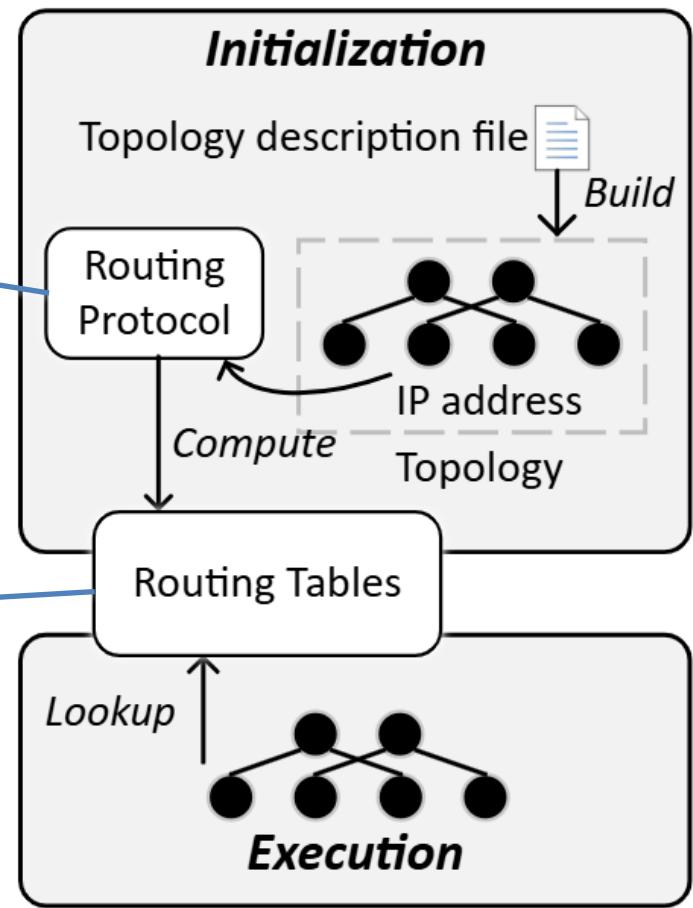 Initialization
Topology description file
Build
Routing
Protocol
IP address
Compute
Topology
Routing Tables
Lookup
Execution